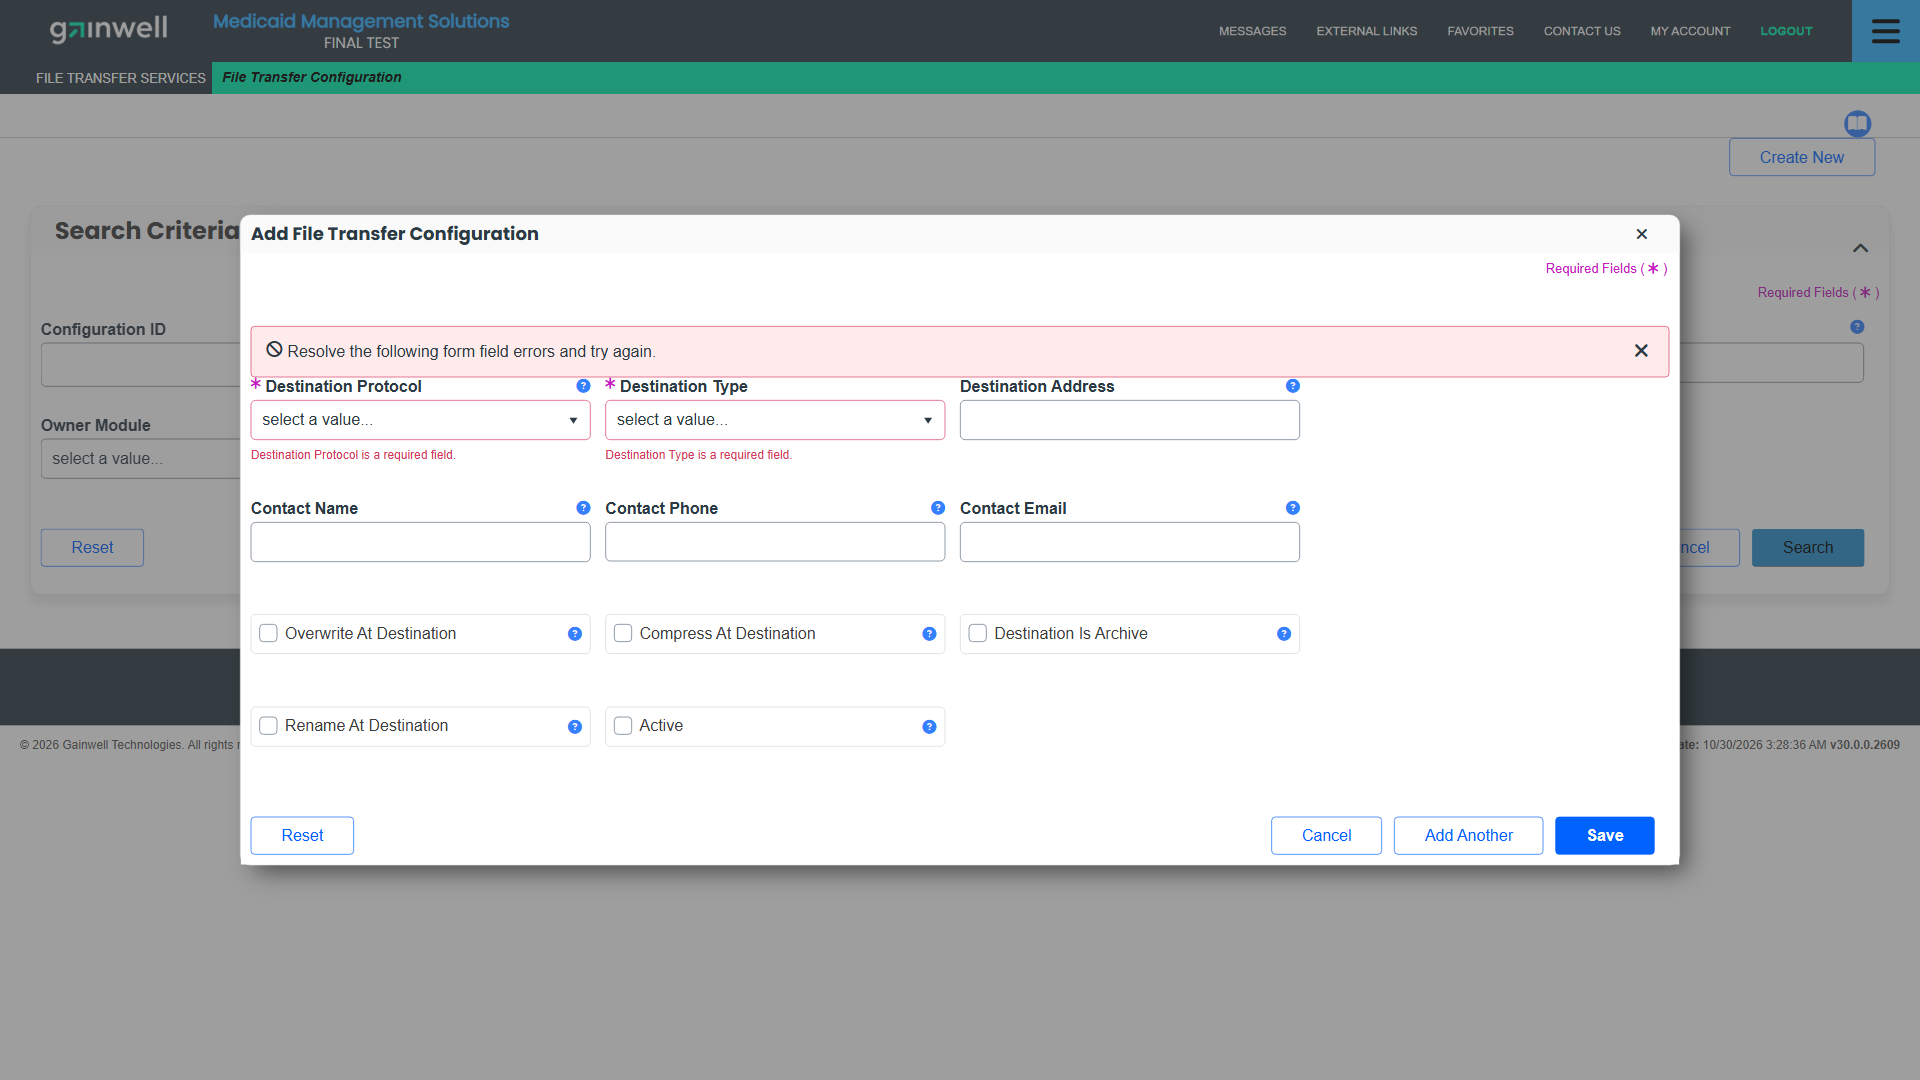 gainwell
Medicaid Management Solutions
FINAL TEST
MESSAGES
EXTERNAL LINKS
FAVORITES
CONTACT US
MY ACCOUNT
LOGOUT
FILE TRANSFER SERVICES
File Transfer Configuration
Create New
Search Criteria
Required Fields ( * )
Configuration ID
Owner Module
select a value...
Reset
ncel
Search
Add File Transfer Configuration
Required Fields ( * )
Resolve the following form field errors and try again.
* Destination Protocol
* Destination Type
Destination Address
select a value...
select a value...
Destination Protocol is a required field.
Destination Type is a required field.
Contact Name
Contact Phone
Contact Email
Overwrite At Destination
Compress At Destination
Destination Is Archive
Rename At Destination
Active
Reset
Cancel
Add Another
Save
© 2026 Gainwell Technologies. All rights
ate: 10/30/2026 3:28:36 AM v30.0.0.2609